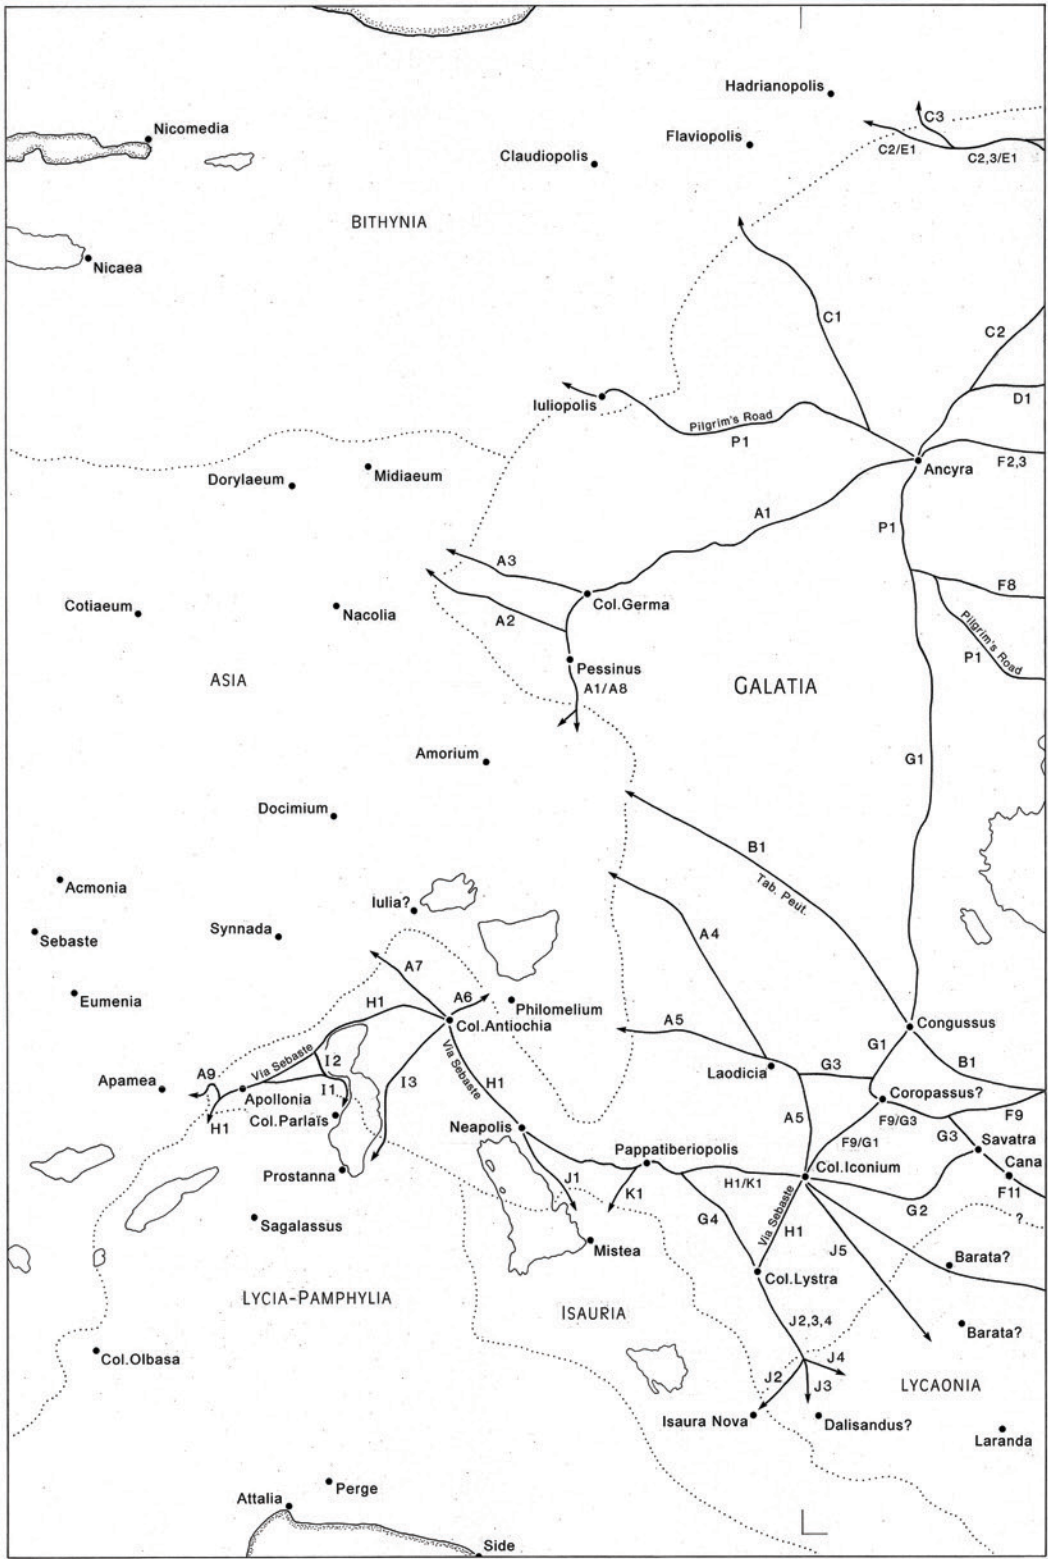 Hadrianopolis
C3
Nicomedia
Flaviopolis
Claudiopolis
C2/E1
C2,3/E1
BITHYNIA
Nicaea
C1
C2
Iuliopolis
Pilgrim's Road
P1
D1
Dorylaeum
Midiaeum
Ancyra
F2,3
A1
P1
A3
F8
Cotiaeum
Nacolia
Col.Germa
A2
Pilgrim's Road
P1
Pessinus
ASIA
A1/A8
GALATIA
Amorium
G1
Docimium
B1
Tab. Peut.
Acmonia
Iulia?
Sebaste
Synnada
A4
A7
Eumenia
H1
A6
Philomelium
Col.Antiochia
A5
Congussus
Via Sebaste
I2
Via Sebaste
G1
B1
A9
Apamea
I1
I3
H1
Laodicia
G3
Coropassus?
Apollonia
H1
Col.Parlaïs
A5
F9/G3
F9
Neapolis
F9/G1
G3
Savatra
Pappatiberiopolis
Cana
Prostanna
J1
K1
H1/K1
Col.Iconium
F11
G4
Via Sebaste
H1
G2
?
Sagalassus
Mistea
J5
Barata?
Col.Lystra
LYCIA-PAMPHYLIA
ISAURIA
J2,3,4
Barata?
Col.Olbasa
J4
J2
J3
LYCAONIA
Isaura Nova
Dalisandus?
Laranda
Perge
Attalia
Side